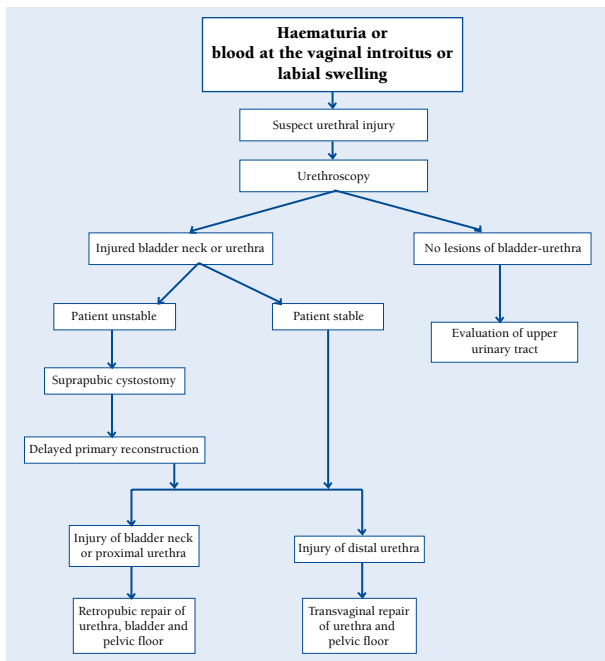 Haematuria or
blood at the vaginal introitus or
labial swelling
Suspect urethral injury
Urethroscopy
Injured bladder neck or urethra
No lesions of bladder-urethra
Patient unstable
Patient stable
Evaluation of upper
urinary tract
Suprapubic cystostomy
Delayed primary reconstruction
Injury of bladder neck
or proximal urethra
Injury of distal urethra
Retropubic repair of
urethra, bladder and
pelvic floor
Transvaginal repair
of urethra and
pelvic floor